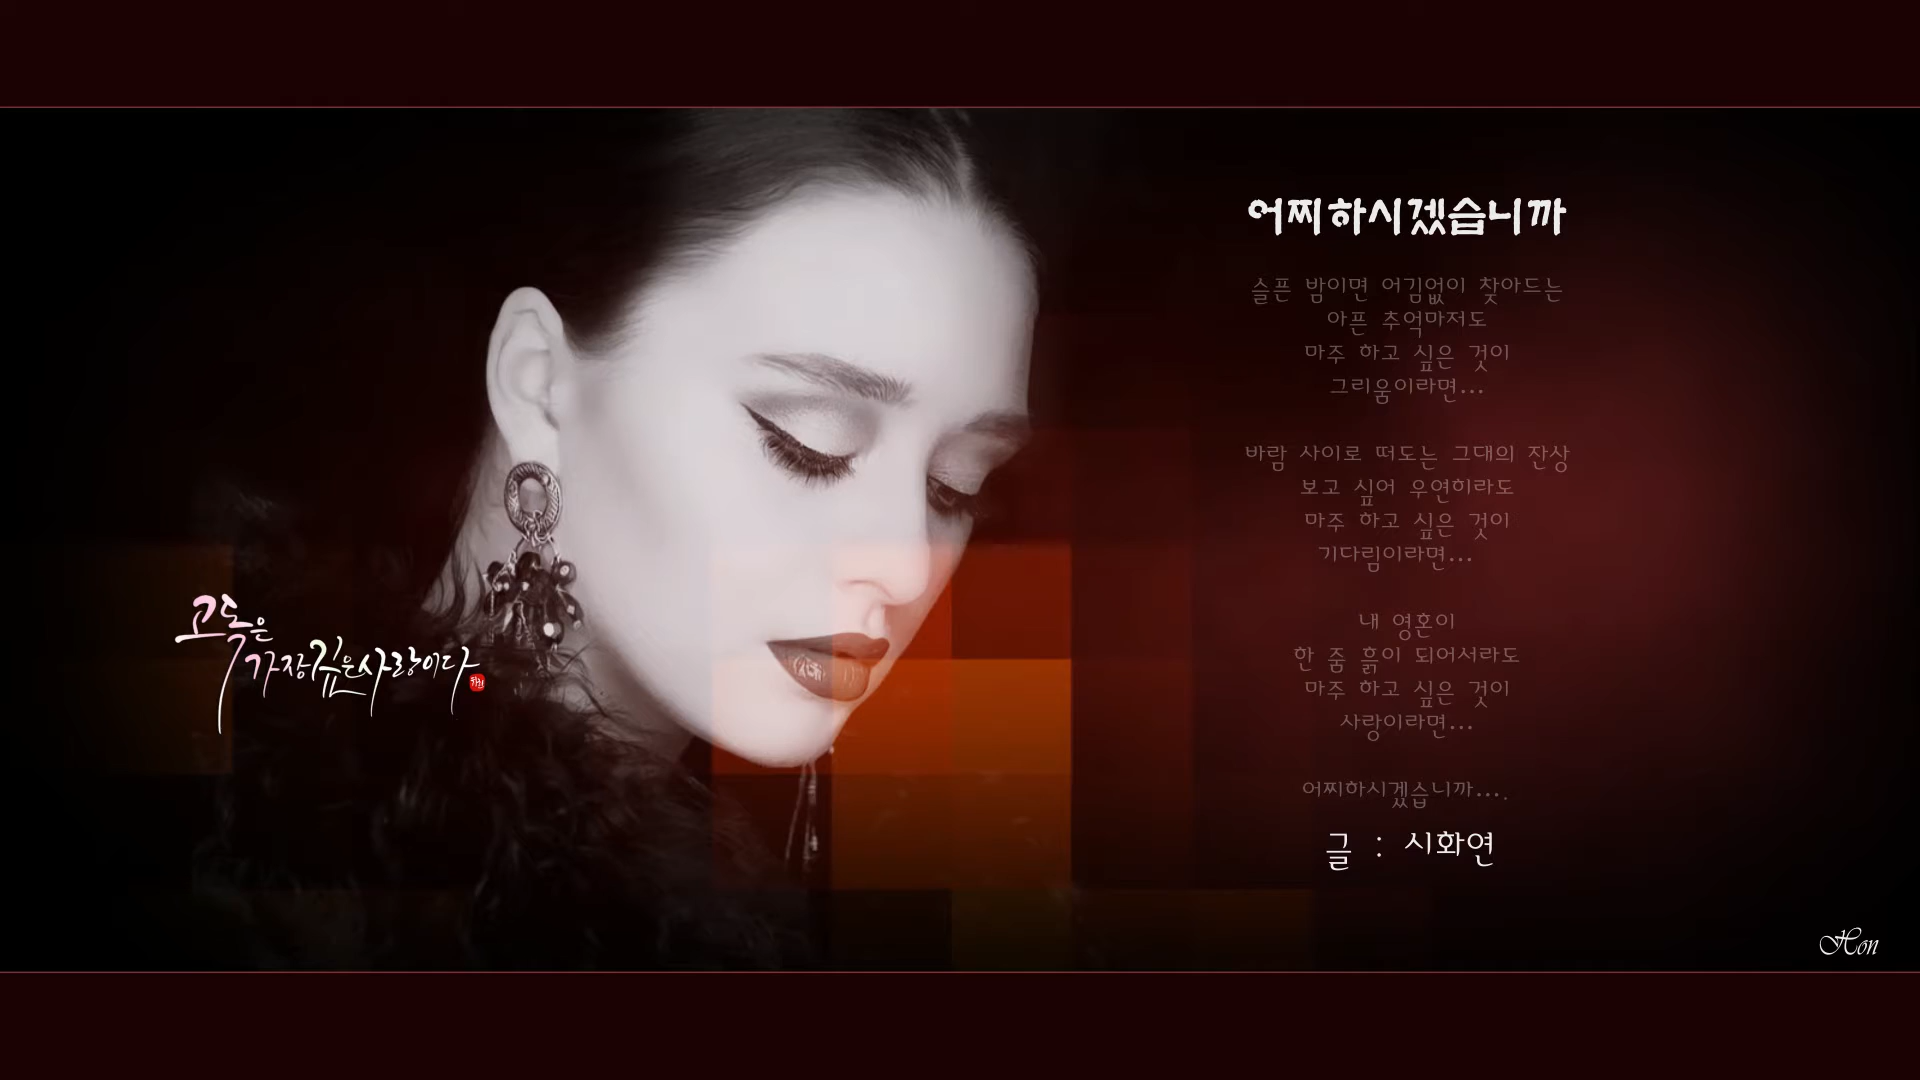 어찌하시겠습니까
슬픈 밤이면 어김없이 찾아드는
아픈 추억마저도
마주 하고 싶은 것이
그리움이라면...
바람 사이로 떠도는 그대의 잔상
보고 싶어 우연히라도
마주 하고 싶은 것이
기다림이라면...
내 영혼이
한 줌 흙이 되어서라도
마주 하고 싶은 것이
사랑이라면...
어찌하시겠습니까....
글 : 시화연
고독은
가장깊은사랑이다
Hon